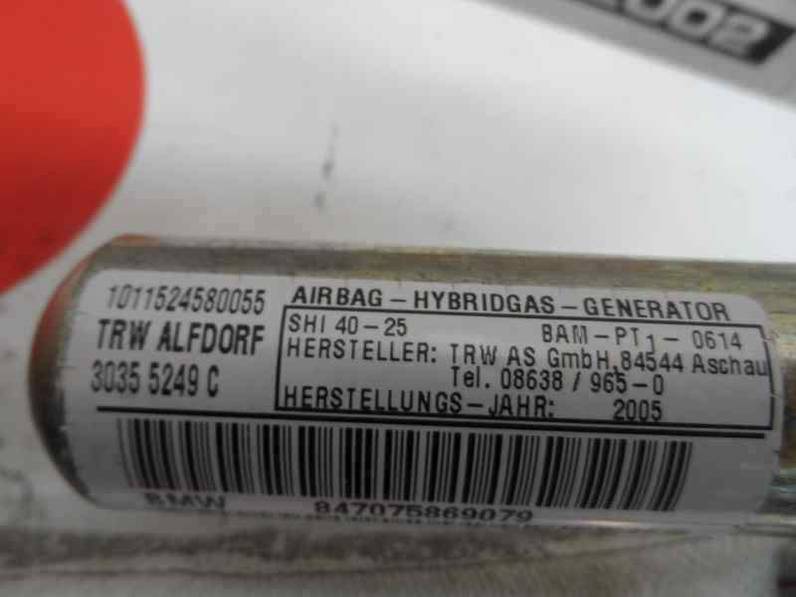 2002
1011524580055
TRW ALFDORF
3035 5249 C
AIRBAG-HYBRIDGAS-GENERATOR
SHI 40-25 BAM-PT1-0614
HERSTELLER: TRW AS GmbH,84544 Aschau
Tel. 08638 / 965-0
HERSTELLUNGS-JAHR: 2005
BMW 847075869079